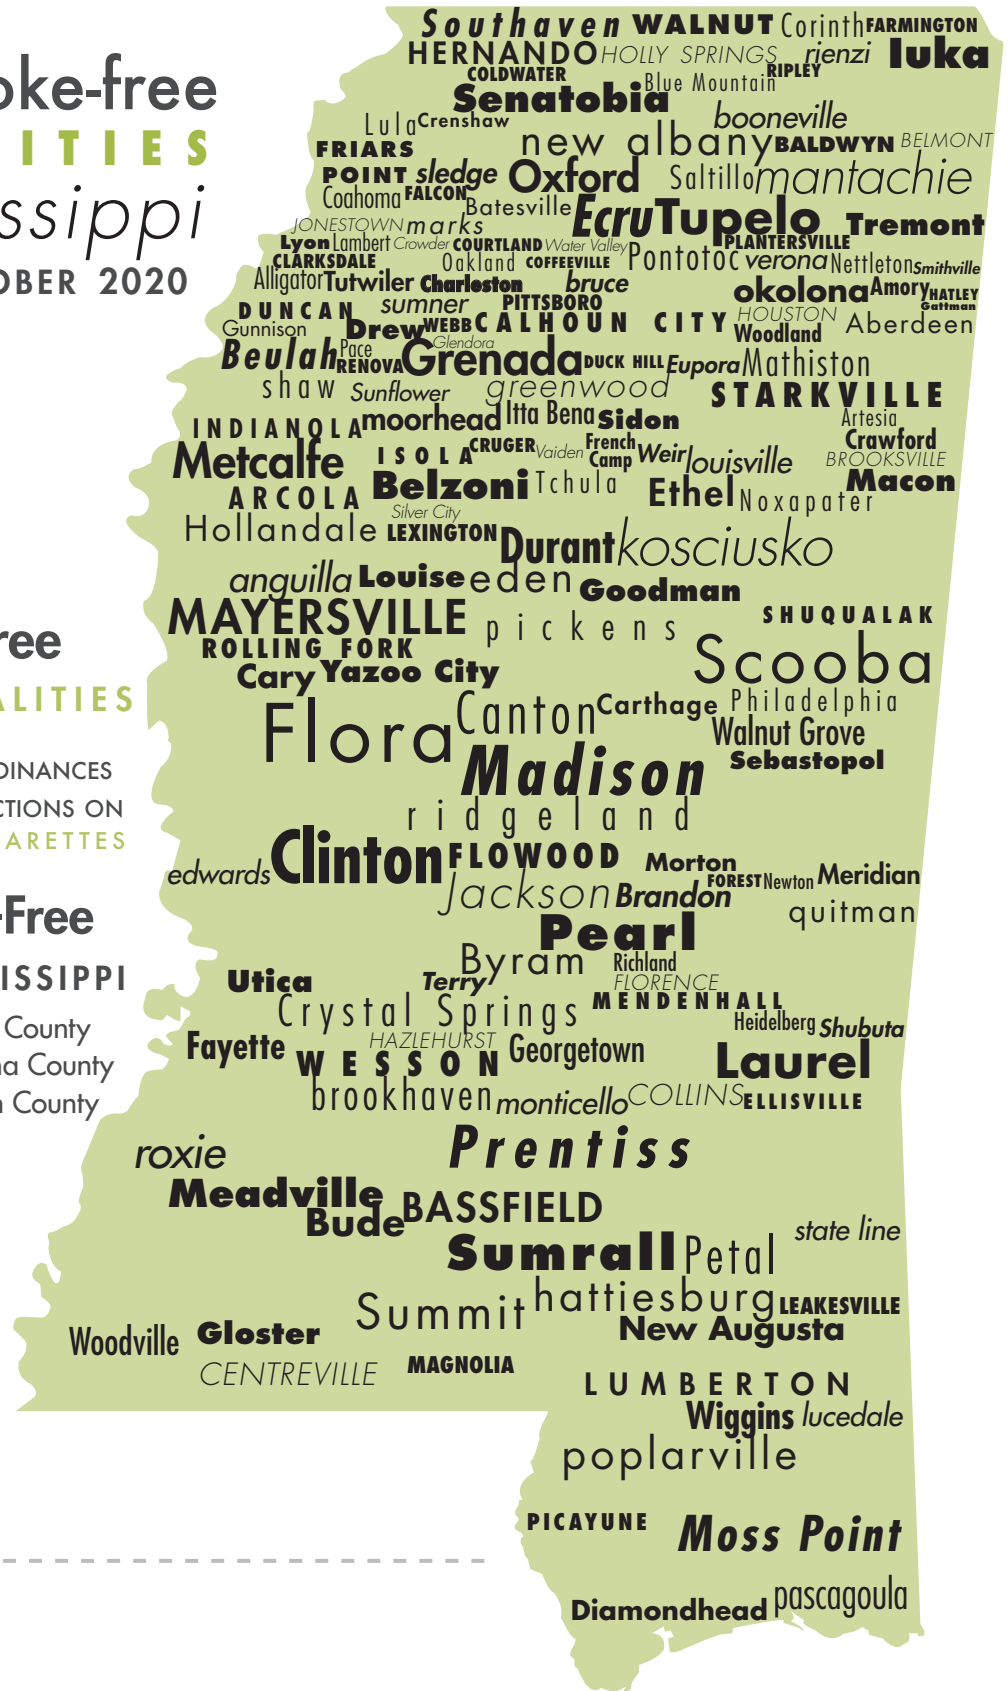 oke-free
ITIES
ssippi
OBER 2020
ree
ALITIES
DINANCES
CTIONS ON
ARETTES
-Free
ISSIPPI
County
a County
n County
Southaven WALNUT Corinth FARMINGTON
HERNANDO HOLLY SPRINGS rienzi Iuka
COLDWATER Blue Mountain RIPLEY
Senatobia booneville
Lula Crenshaw new albany BALDWYN BELMONT
FRIARS
POINT sledge Oxford Saltillo mantachie
Coahoma FALCON Batesville Ecru Tupelo Tremont
JONESTOWN marks
Lyon Lambert Crowder COURTLAND Water Valley PLANTERSVILLE
CLARKSDALE Oakland COFFEEVILLE Pontotoc verona Nettleton Smithville
Alligator Tutwiler Charleston bruce okolona Amory HATLEY
sumner PITTSBORO Gattman
DUNCAN HOUSTON
Gunnison Drew WEBB CALHOUN CITY Woodland Aberdeen
Glendora
Beulah Pace RENOVA Grenada DUCK HILL Eupora Mathiston
shaw Sunflower greenwood STARKVILLE
INDIANOLA moorhead Itta Bena Sidon Artesia
Crawford
Metcalfe ISOLA CRUGER Vaiden French Camp Weir louisville BROOKSVILLE
ARCOLA Belzoni Tchula Ethel Noxapater Macon
Silver City
Hollandale LEXINGTON Durant kosciusko
anguilla Louise eden Goodman
MAYERSVILLE pickens SHUQUALAK
ROLLING FORK Scooba
Cary Yazoo City
Flora Canton Carthage Philadelphia
Walnut Grove
Madison Sebastopol
ridgeland
edwards Clinton FLOWOOD Morton FOREST Newton Meridian
Jackson Brandon quitman
Pearl
Byram Richland
Utica Terry FLORENCE
Crystal Springs MENDENHALL
Heidelberg Shubuta
Fayette HAZLEHURST Georgetown
WESSON Laurel
brookhaven monticello COLLINS ELLISVILLE
roxie Prentiss
Meadville BASSFIELD
Bude state line
Sumrall Petal
Summit hattiesburg LEAKESVILLE
Woodville Gloster New Augusta
CENTREVILLE MAGNOLIA
LUMBERTON
Wiggins lucedale
poplarville
PICAYUNE Moss Point
Diamondhead pascagoula